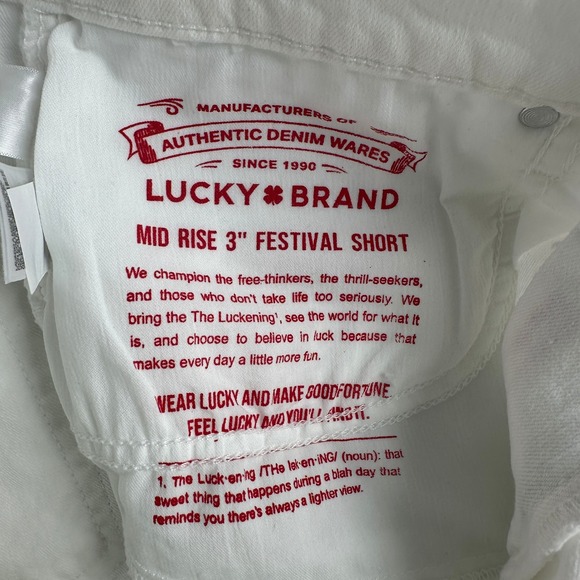 MANUFACTURERS OF
AUTHENTIC DENIM WARES
SINCE 1990
LUCKY BRAND
MID RISE 3" FESTIVAL SHORT
We champion the free-thinkers, the thrill-seekers,
and those who don't take life too seriously. We
bring the The Luckening', see the world for what it
is, and choose to believe in luck because that
makes every day a little more fun.
WEAR LUCKY AND MAKE GOOD FORTUNE.
FEEL LUCKY AND YOU'LL
1. The Luck·en·ing /THe lək·en·iNG/ (noun): that
sweet thing that happens during a blah day that
reminds you there's always a lighter view.